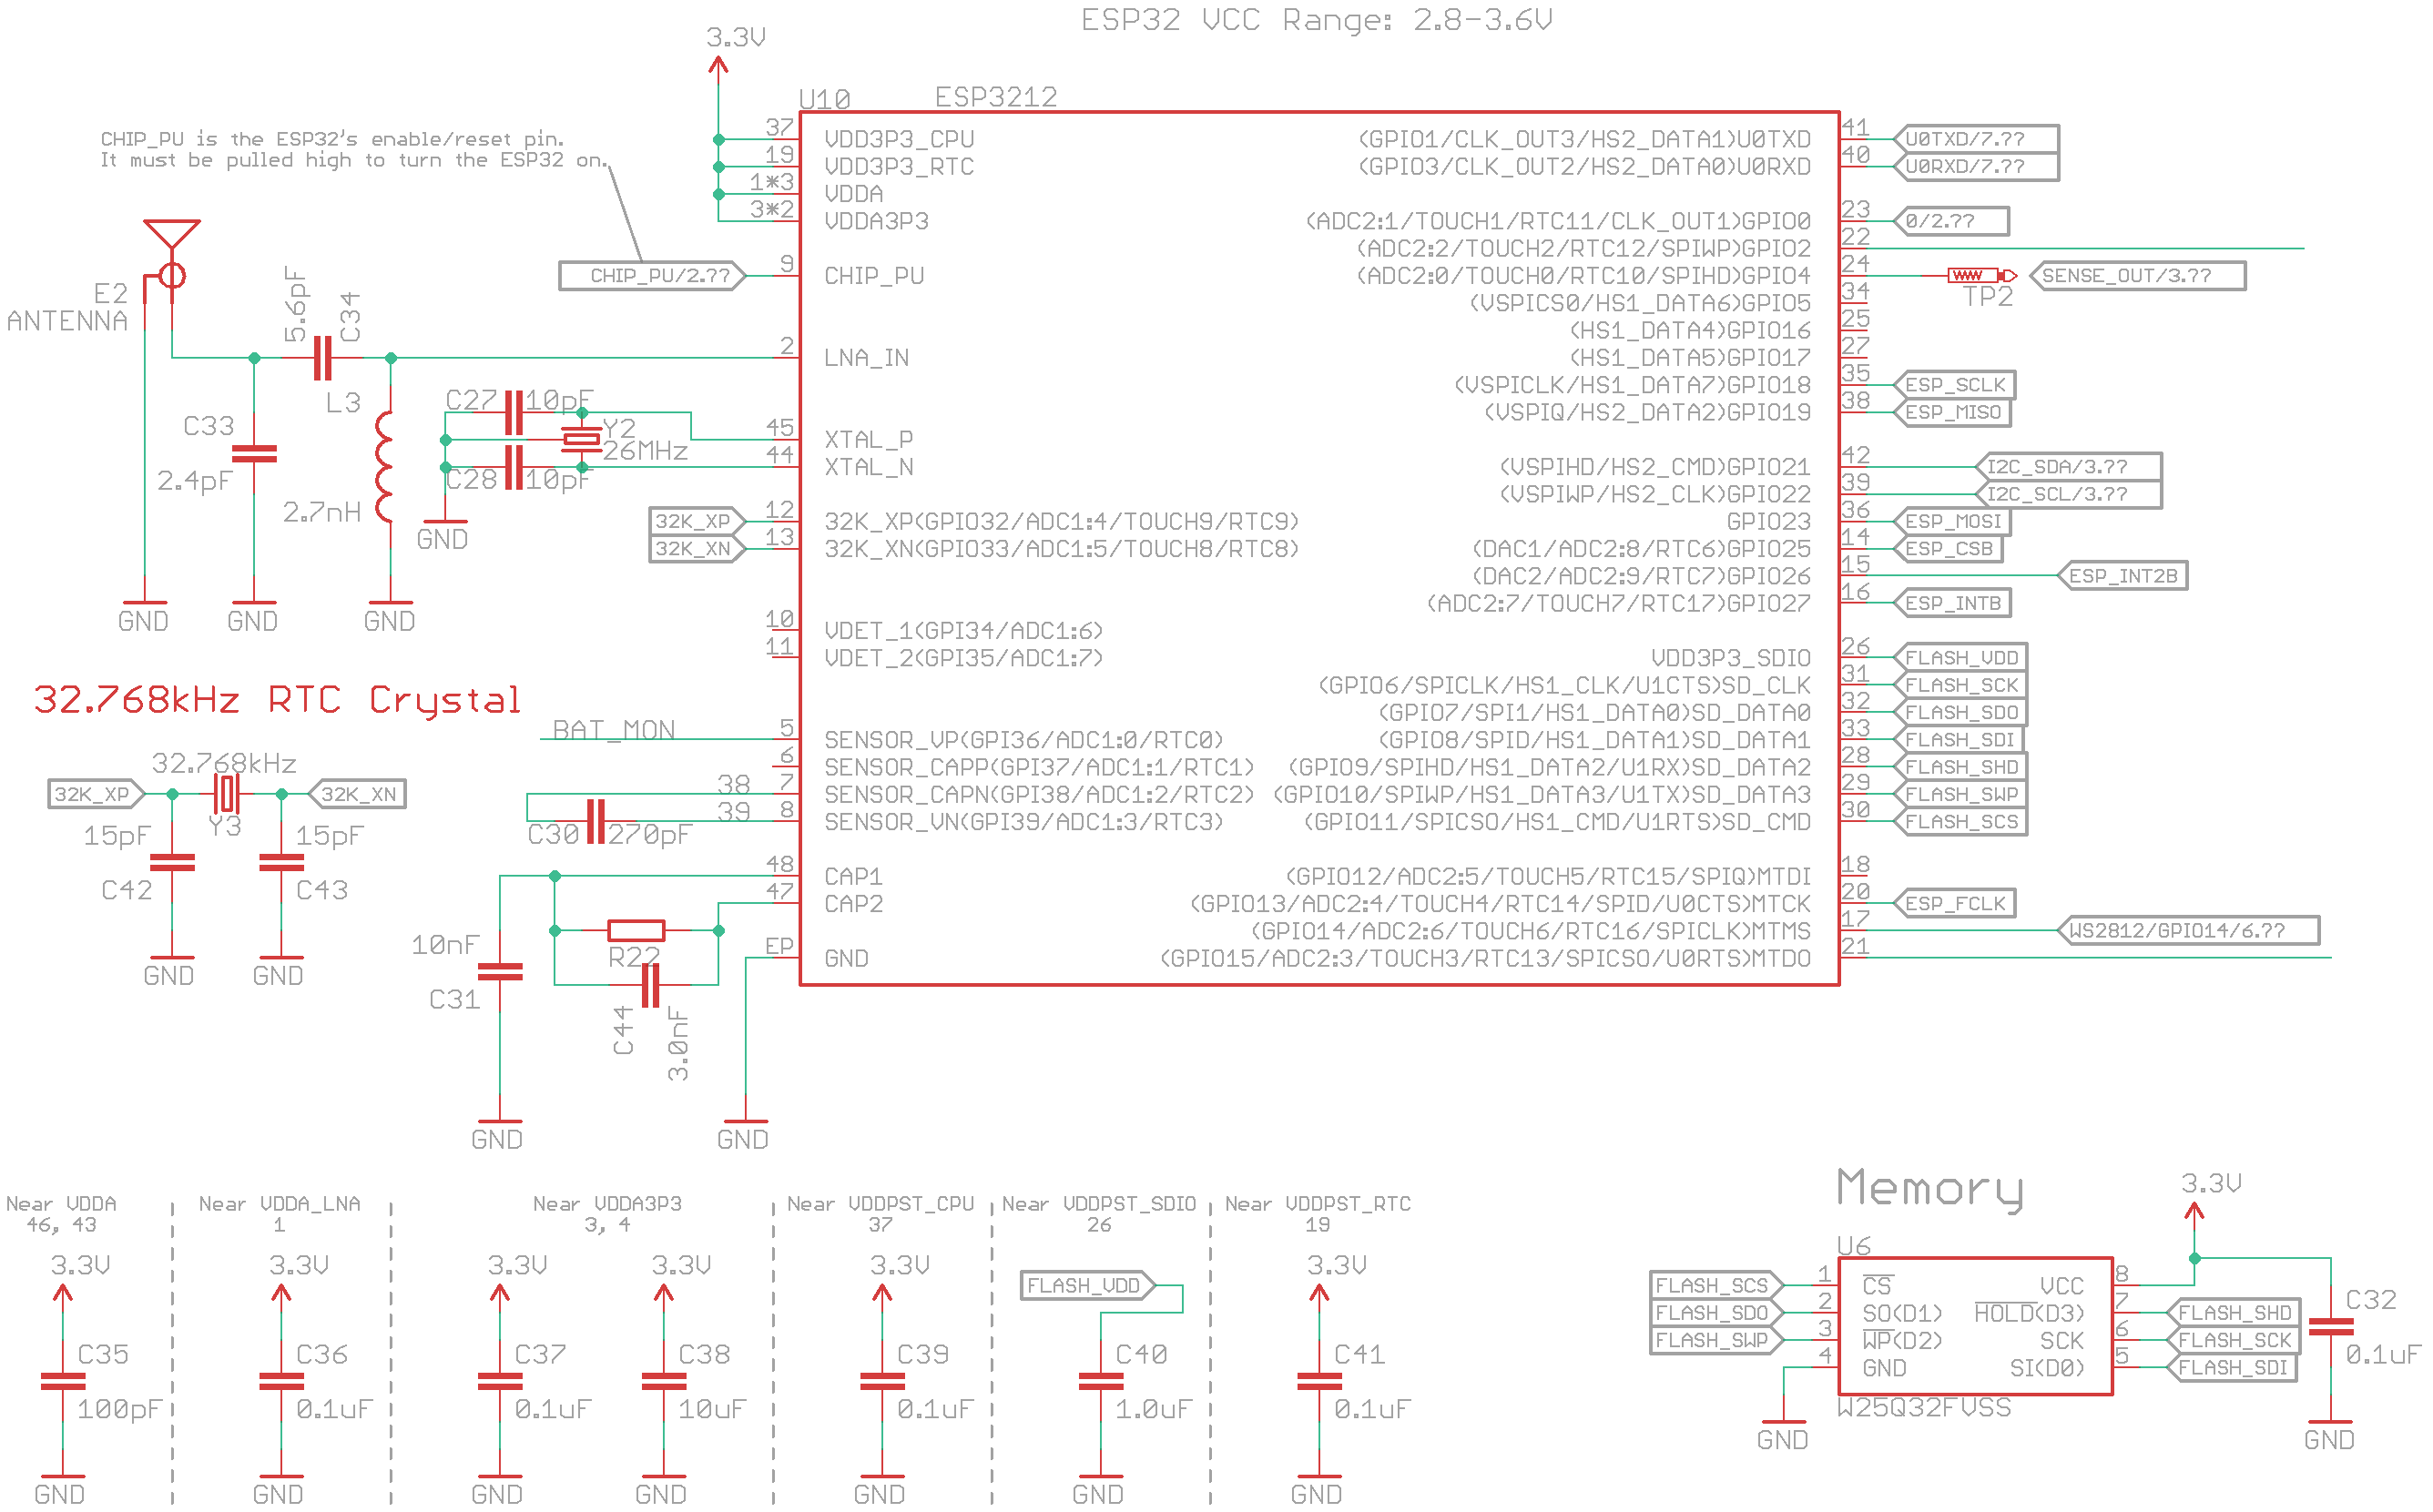 ESP32 VCC Range: 2.8-3.6V
3.3V
U10
ESP3212
CHIP_PU is the ESP32's enable/reset pin.
It must be pulled high to turn the ESP32 on.
37 VDD3P3_CPU
19 VDD3P3_RTC
1*3 VDDA
3*2 VDDA3P3
CHIP_PU/2.??
9 CHIP_PU
E2
ANTENNA
5.6pF
C34
2 LNA_IN
C33
2.4pF
L3
2.7nH
C27 10pF
Y2
26MHz
C28 10pF
45 XTAL_P
44 XTAL_N
GND
32K_XP
12 32K_XP(GPIO32/ADC1:4/TOUCH9/RTC9)
32K_XN
13 32K_XN(GPIO33/ADC1:5/TOUCH8/RTC8)
GND
GND
GND
10 VDET_1(GPI34/ADC1:6)
11 VDET_2(GPI35/ADC1:7)
BAT_MON
5 SENSOR_VP(GPI36/ADC1:0/RTC0)
6 SENSOR_CAPP(GPI37/ADC1:1/RTC1)
38
7 SENSOR_CAPN(GPI38/ADC1:2/RTC2)
39
8 SENSOR_VN(GPI39/ADC1:3/RTC3)
C30 270pF
48 CAP1
47 CAP2
EP GND
10nF
C31
R22
C44
3.0nF
GND
GND
(GPIO1/CLK_OUT3/HS2_DATA1)U0TXD 41 U0TXD/7.??
(GPIO3/CLK_OUT2/HS2_DATA0)U0RXD 40 U0RXD/7.??
(ADC2:1/TOUCH1/RTC11/CLK_OUT1)GPIO0 23 0/2.??
(ADC2:2/TOUCH2/RTC12/SPIWP)GPIO2 22
(ADC2:0/TOUCH0/RTC10/SPIHD)GPIO4 24 TP2 SENSE_OUT/3.??
(VSPICS0/HS1_DATA6)GPIO5 34
(HS1_DATA4)GPIO16 25
(HS1_DATA5)GPIO17 27
(VSPICLK/HS1_DATA7)GPIO18 35 ESP_SCLK
(VSPIQ/HS2_DATA2)GPIO19 38 ESP_MISO
(VSPIHD/HS2_CMD)GPIO21 42 I2C_SDA/3.??
(VSPIWP/HS2_CLK)GPIO22 39 I2C_SCL/3.??
GPIO23 36 ESP_MOSI
(DAC1/ADC2:8/RTC6)GPIO25 14 ESP_CSB
(DAC2/ADC2:9/RTC7)GPIO26 15 ESP_INT2B
(ADC2:7/TOUCH7/RTC17)GPIO27 16 ESP_INTB
VDD3P3_SDIO 26 FLASH_VDD
(GPIO6/SPICLK/HS1_CLK/U1CTS)SD_CLK 31 FLASH_SCK
(GPIO7/SPI1/HS1_DATA0)SD_DATA0 32 FLASH_SDO
(GPIO8/SPID/HS1_DATA1)SD_DATA1 33 FLASH_SDI
(GPIO9/SPIHD/HS1_DATA2/U1RX)SD_DATA2 28 FLASH_SHD
(GPIO10/SPIWP/HS1_DATA3/U1TX)SD_DATA3 29 FLASH_SWP
(GPIO11/SPICSO/HS1_CMD/U1RTS)SD_CMD 30 FLASH_SCS
(GPIO12/ADC2:5/TOUCH5/RTC15/SPIQ)MTDI 18
(GPIO13/ADC2:4/TOUCH4/RTC14/SPID/U0CTS)MTCK 20 ESP_FCLK
(GPIO14/ADC2:6/TOUCH6/RTC16/SPICLK)MTMS 17 WS2812/GPIO14/6.??
(GPIO15/ADC2:3/TOUCH3/RTC13/SPICSO/U0RTS)MTDO 21
32.768kHz RTC Crystal
32.768kHz
32K_XP
32K_XN
Y3
15pF
C42
15pF
C43
GND
GND
Near VDDA
46, 43
3.3V
C35
100pF
GND
Near VDDA_LNA
1
3.3V
C36
0.1uF
GND
Near VDDA3P3
3, 4
3.3V
C37
0.1uF
GND
3.3V
C38
10uF
GND
Near VDDPST_CPU
37
3.3V
C39
0.1uF
GND
Near VDDPST_SDIO
26
FLASH_VDD
C40
1.0uF
GND
Near VDDPST_RTC
19
3.3V
C41
0.1uF
GND
Memory
3.3V
U6
FLASH_SCS 1 CS
FLASH_SDO 2 SO(D1)
FLASH_SWP 3 WP(D2)
4 GND
VCC 8
HOLD(D3) 7 FLASH_SHD
SCK 6 FLASH_SCK
SI(D0) 5 FLASH_SDI
W25Q32FVSS
C32
0.1uF
GND
GND